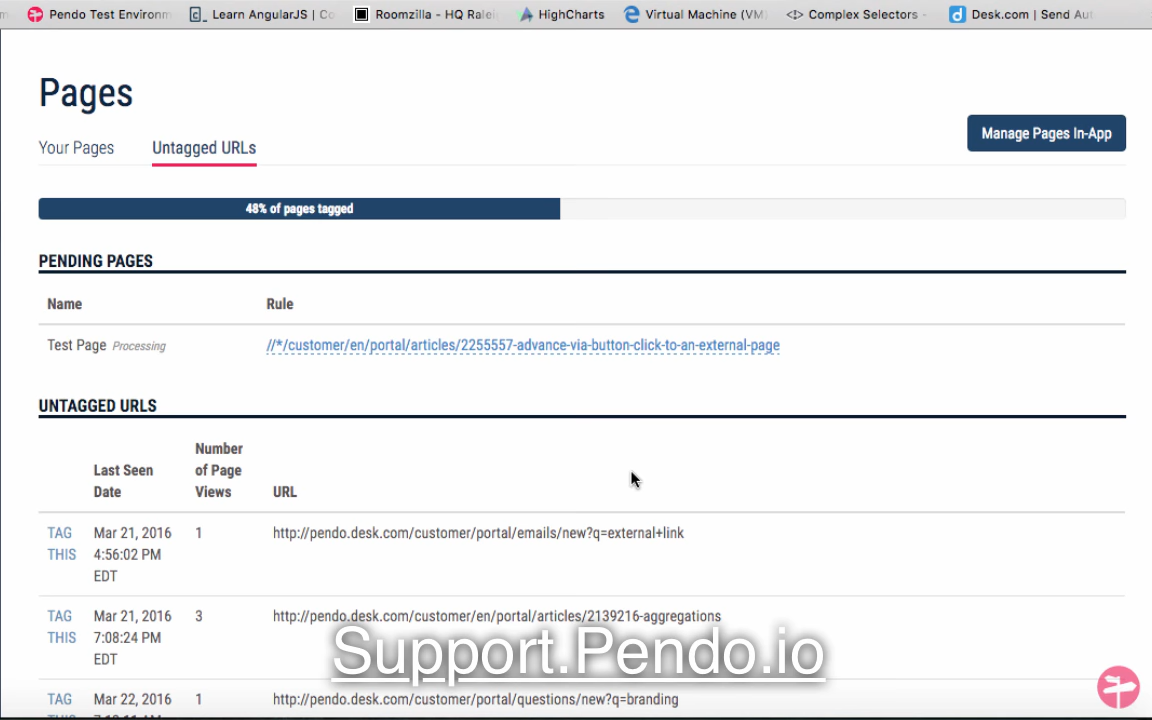 Pendo Test Environm
Learn AngularJS | Co
Roomzilla - HQ Ralei
HighCharts
Virtual Machine (VM)
Complex Selectors -
Desk.com | Send Aut
Pages
Your Pages
Untagged URLs
Manage Pages In-App
48% of pages tagged
PENDING PAGES
Name
Rule
Test Page Processing
//*/customer/en/portal/articles/2255557-advance-via-button-click-to-an-external-page
UNTAGGED URLS
Last Seen Date
Number of Page Views
URL
TAG THIS
Mar 21, 2016
4:56:02 PM
EDT
1
http://pendo.desk.com/customer/portal/emails/new?q=external+link
TAG THIS
Mar 21, 2016
7:08:24 PM
EDT
3
http://pendo.desk.com/customer/en/portal/articles/2139216-aggregations
Support.Pendo.io
TAG
Mar 22, 2016
1
http://pendo.desk.com/customer/portal/questions/new?q=branding